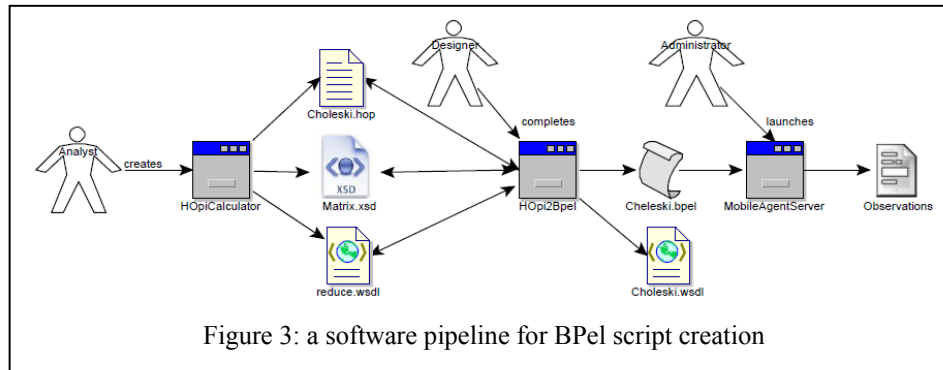 Designer
Administrator
Choleski.hop
completes
launches
Analyst
creates
XSD
HOpiCalculator
Matrix.xsd
HOpi2Bpel
Cheleski.bpel
MobileAgentServer
Observations
reduce.wsdl
Choleski.wsdl
Figure 3: a software pipeline for BPel script creation